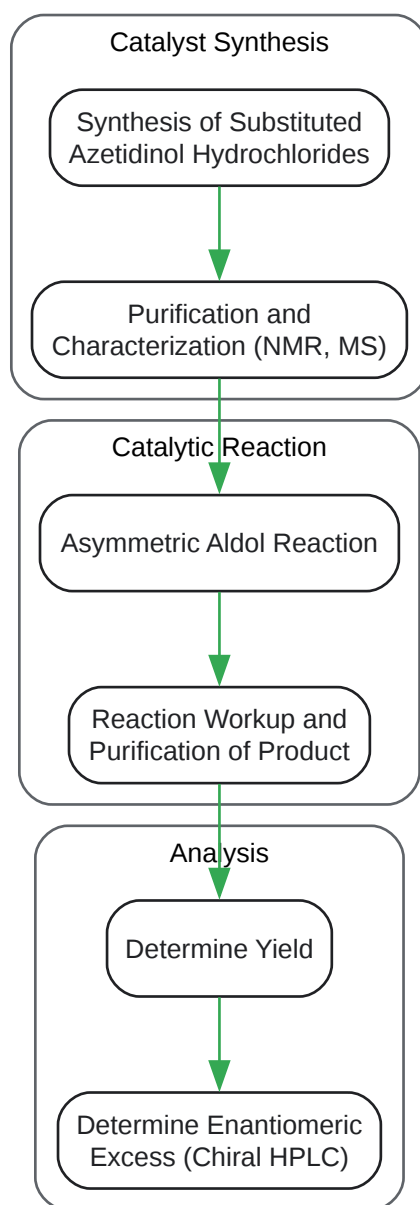 Catalyst Synthesis
Synthesis of Substituted
Azetidinol Hydrochlorides
Purification and
Characterization (NMR, MS)
Catalytic Reaction
Asymmetric Aldol Reaction
Reaction Workup and
Purification of Product
Analysis
Determine Yield
Determine Enantiomeric
Excess (Chiral HPLC)